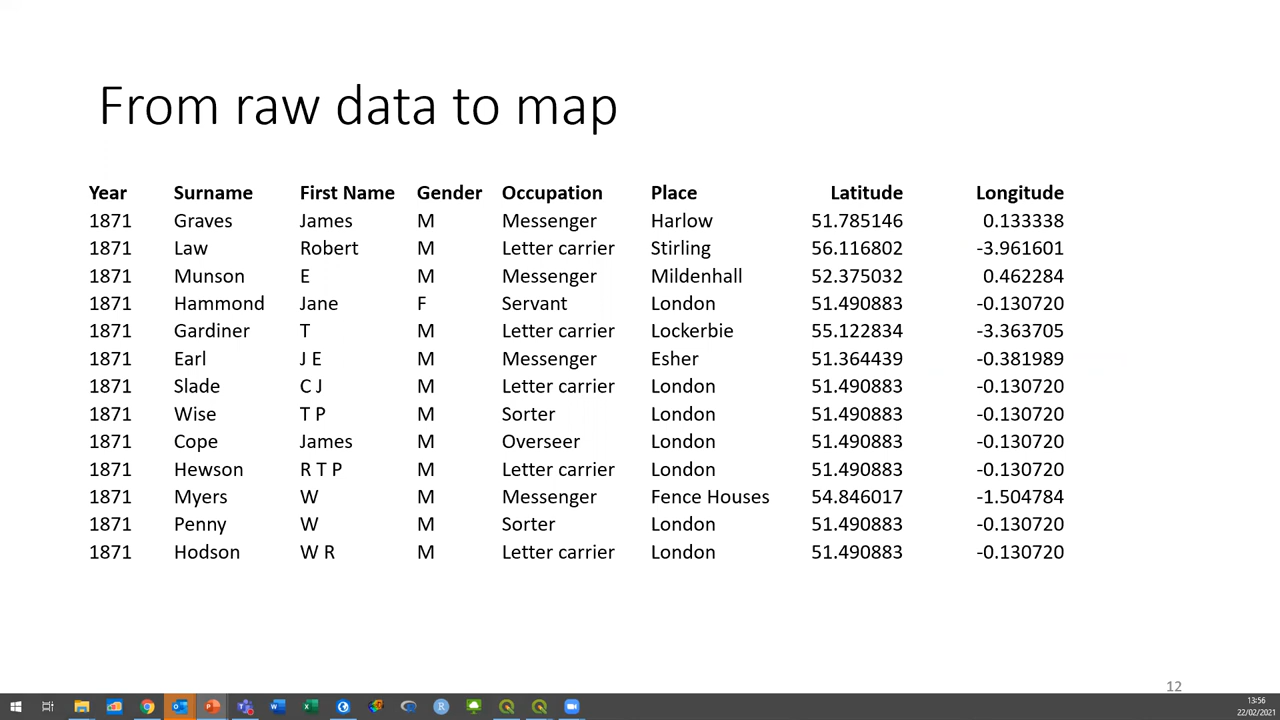 From raw data to map
Year Surname First Name Gender Occupation Place Latitude Longitude
1871 Graves James M Messenger Harlow 51.785146 0.133338
1871 Law Robert M Letter carrier Stirling 56.116802 -3.961601
1871 Munson E M Messenger Mildenhall 52.375032 0.462284
1871 Hammond Jane F Servant London 51.490883 -0.130720
1871 Gardiner T M Letter carrier Lockerbie 55.122834 -3.363705
1871 Earl J E M Messenger Esher 51.364439 -0.381989
1871 Slade C J M Letter carrier London 51.490883 -0.130720
1871 Wise T P M Sorter London 51.490883 -0.130720
1871 Cope James M Overseer London 51.490883 -0.130720
1871 Hewson R T P M Letter carrier London 51.490883 -0.130720
1871 Myers W M Messenger Fence Houses 54.846017 -1.504784
1871 Penny W M Sorter London 51.490883 -0.130720
1871 Hodson W R M Letter carrier London 51.490883 -0.130720
12
13:56
22/02/2021